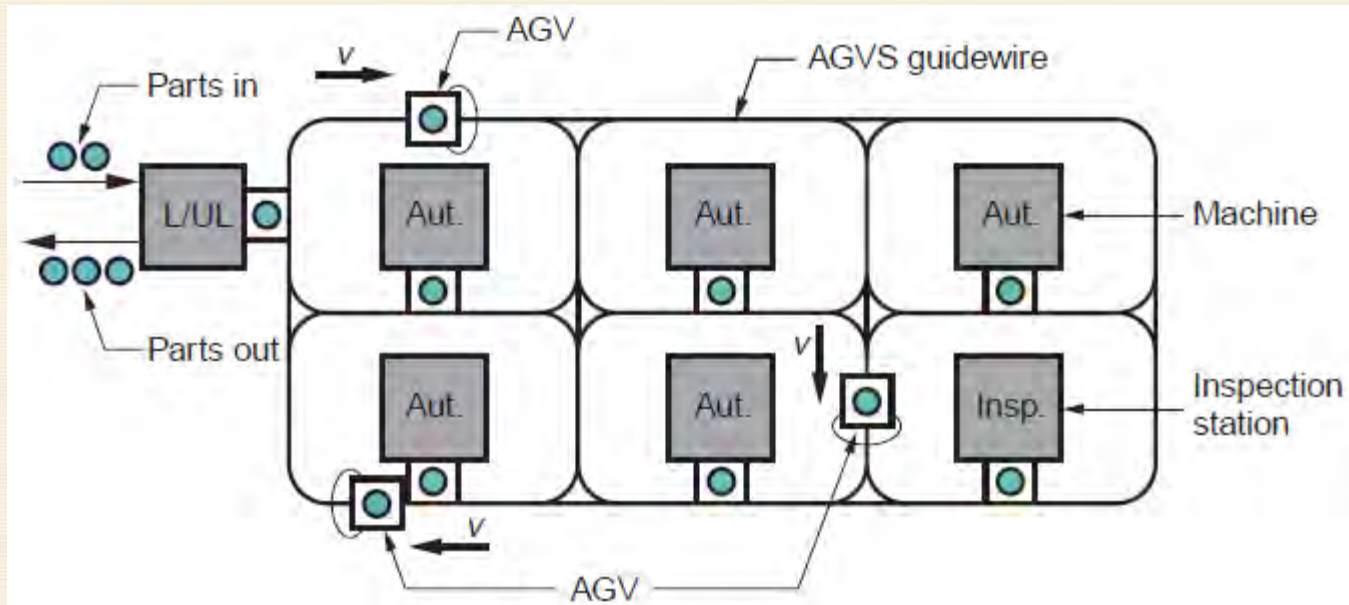 AGV
v
AGVS guidewire
Parts in
L/UL
Aut.
Aut.
Aut.
Machine
Parts out
v
Aut.
Aut.
Insp.
Inspection
station
v
AGV